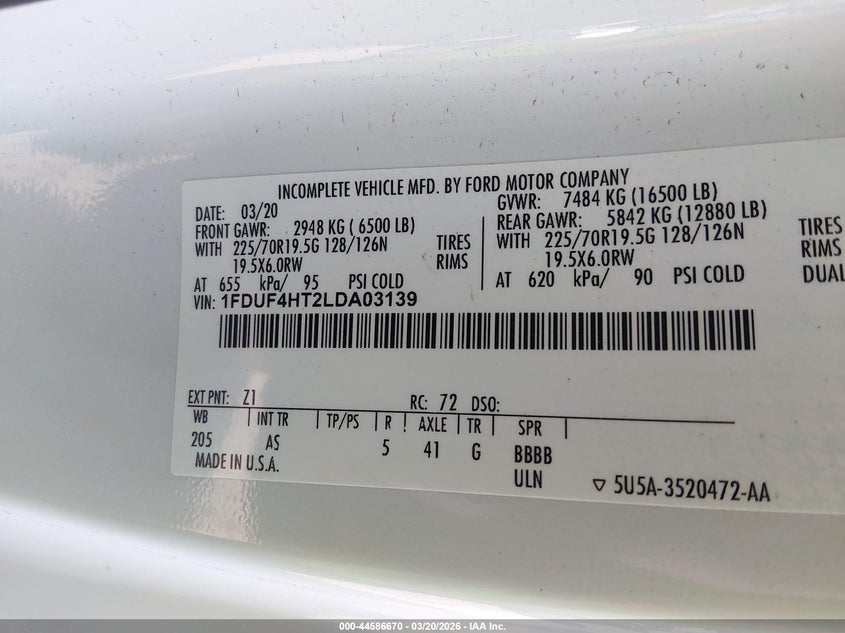 INCOMPLETE VEHICLE MFD. BY FORD MOTOR COMPANY
DATE: 03/20
GVWR: 7484 KG (16500 LB)
FRONT GAWR: 2948 KG ( 6500 LB)
REAR GAWR: 5842 KG (12880 LB)
WITH 225/70R19.5G 128/126N TIRES
WITH 225/70R19.5G 128/126N TIRES
19.5X6.0RW RIMS
19.5X6.0RW RIMS
AT 655 kPa/ 95 PSI COLD
AT 620 kPa/ 90 PSI COLD DUAL
VIN: 1FDUF4HT2LDA03139
EXT PNT: Z1 RC: 72 DSO:
WB INT TR TP/PS R AXLE TR SPR
205 AS 5 41 G BBBB
MADE IN U.S.A. ULN
5U5A-3520472-AA
000-44586670 - 03/20/2026 - IAA Inc.